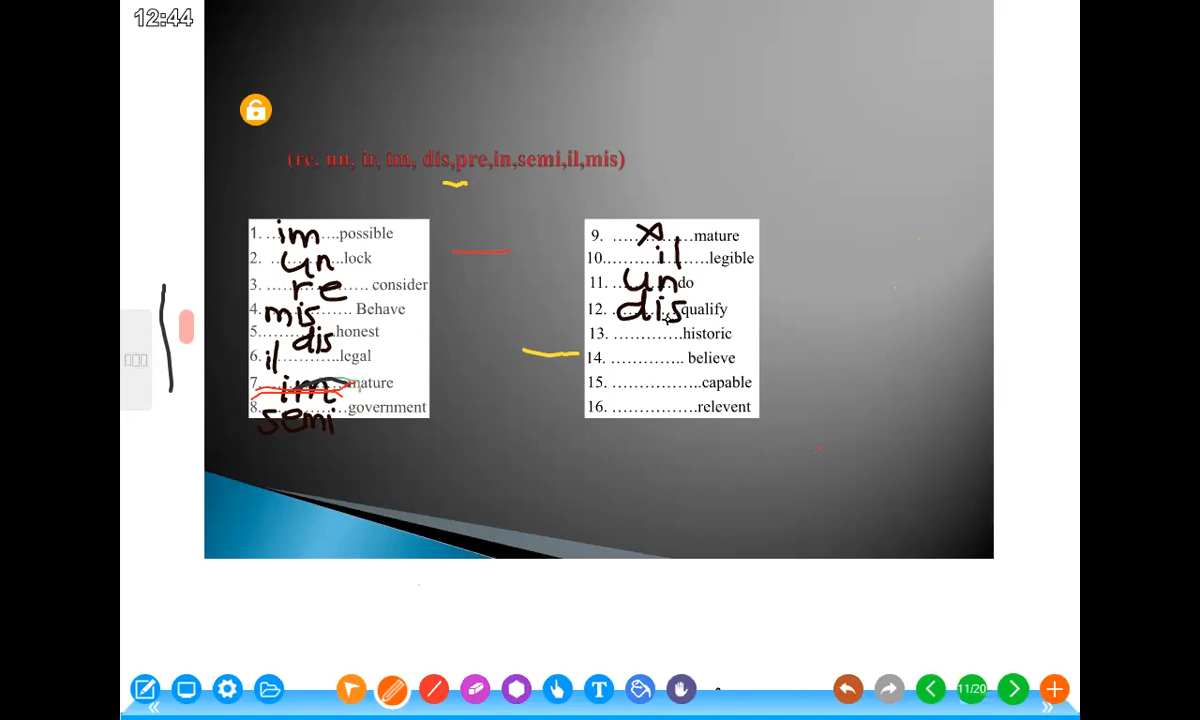 12:44
(re, un, ir, im, dis,pre,in,semi,il,mis)
1. im possible
2. un lock
3. re consider
4. mis Behave
5. dis honest
6. il legal
7. im mature
8. semi government
9. x mature
10. il legible
11. un do
12. dis qualify
13. .............historic
14. .............. believe
15. .................capable
16. ................relevent
11/20